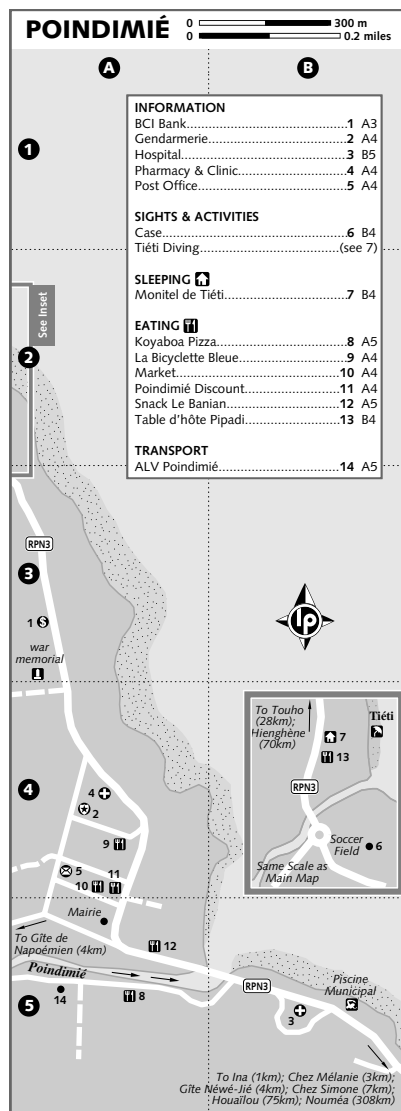 POINDIMIÉ
0 300 m
0 0.2 miles
A B
1
INFORMATION
BCI Bank....................................1 A3
Gendarmerie............................2 A4
Hospital....................................3 B5
Pharmacy & Clinic...................4 A4
Post Office................................5 A4
SIGHTS & ACTIVITIES
Case..........................................6 B4
Tiéti Diving.........................(see 7)
SLEEPING
Monitel de Tiéti........................7 B4
EATING
Koyaboa Pizza..........................8 A5
La Bicyclette Bleue...................9 A4
Market....................................10 A4
Poindimié Discount................11 A4
Snack Le Banian.....................12 A5
Table d'hôte Pipadi.................13 B4
TRANSPORT
ALV Poindimié........................14 A5
See Inset
2
RPN3
3
1
war
memorial
lp
To Touho
(28km);
Hienghène
(70km)
Tiéti
7
13
RPN3
Soccer
Field
6
Same Scale as
Main Map
4
4
2
9
5
11
10
Mairie
To Gîte de
Napoémien (4km)
12
Poindimié
RPN3
Piscine
Municipal
5
14
8
3
To Ina (1km); Chez Mélanie (3km);
Gîte Néwé-Jié (4km); Chez Simone (7km);
Houaïlou (75km); Nouméa (308km)